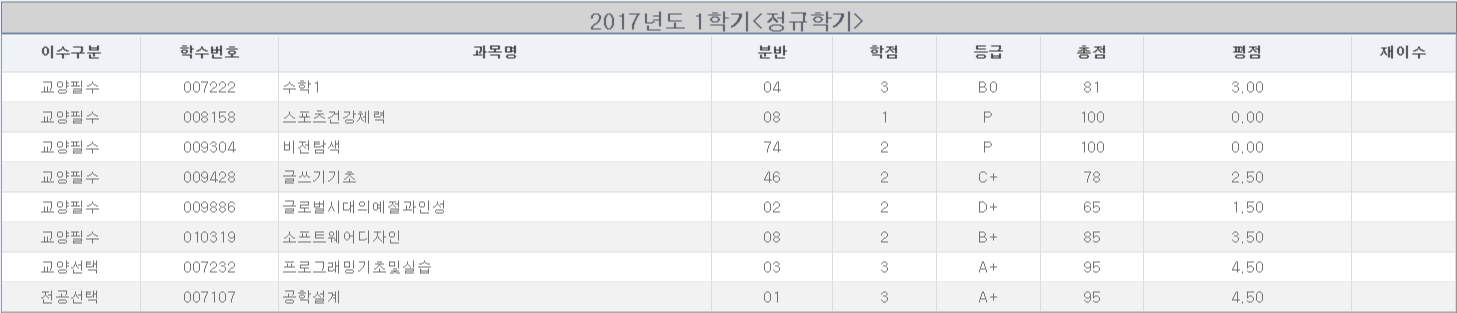 2017년도 1학기<정규학기>
이수구분 학수번호 과목명 분반 학점 등급 총점 평점 재이수
교양필수 007222 수학1 04 3 B0 81 3.00
교양필수 008158 스포츠건강체력 08 1 P 100 0.00
교양필수 009304 비전탐색 74 2 P 100 0.00
교양필수 009428 글쓰기기초 46 2 C+ 78 2.50
교양필수 009886 글로벌시대의예절과인성 02 2 D+ 65 1.50
교양필수 010319 소프트웨어디자인 08 2 B+ 85 3.50
교양선택 007232 프로그래밍기초및실습 03 3 A+ 95 4.50
전공선택 007107 공학설계 01 3 A+ 95 4.50